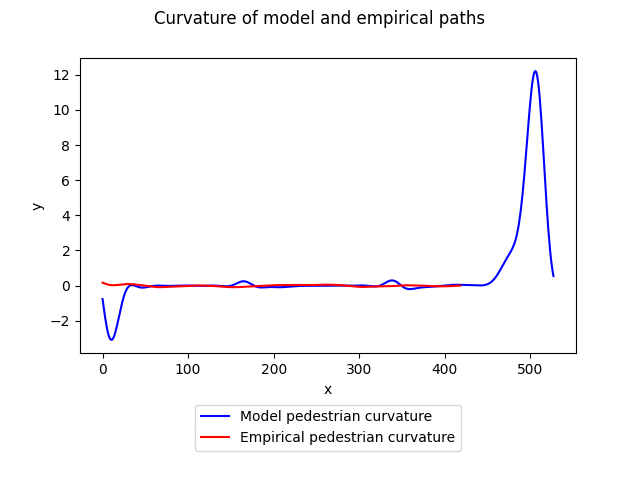 Curvature of model and empirical paths
12
10
8
6
4
2
0
−2
y
0 100 200 300 400 500
x
Model pedestrian curvature
Empirical pedestrian curvature